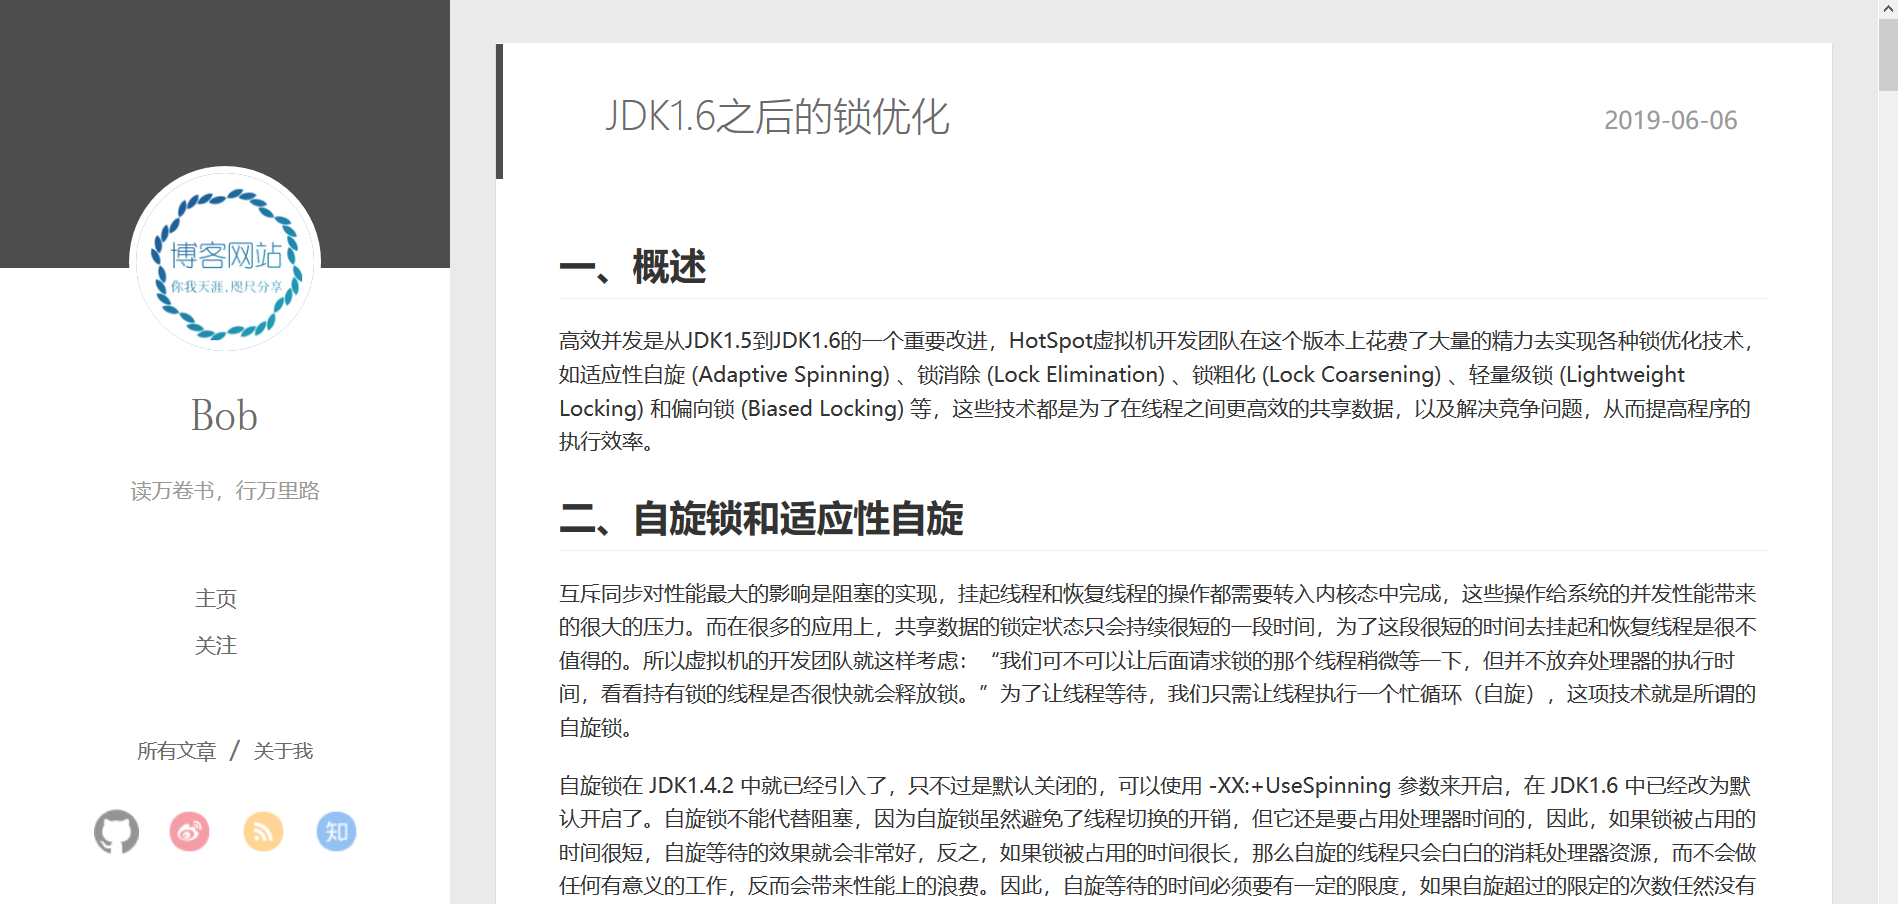 博客网站
你我天涯,咫尺分享
Bob
读万卷书，行万里路
主页
关注
所有文章 / 关于我
知
JDK1.6之后的锁优化
2019-06-06
一、概述
高效并发是从JDK1.5到JDK1.6的一个重要改进，HotSpot虚拟机开发团队在这个版本上花费了大量的精力去实现各种锁优化技术，
如适应性自旋 (Adaptive Spinning) 、锁消除 (Lock Elimination) 、锁粗化 (Lock Coarsening) 、轻量级锁 (Lightweight
Locking) 和偏向锁 (Biased Locking) 等，这些技术都是为了在线程之间更高效的共享数据，以及解决竞争问题，从而提高程序的
执行效率。
二、自旋锁和适应性自旋
互斥同步对性能最大的影响是阻塞的实现，挂起线程和恢复线程的操作都需要转入内核态中完成，这些操作给系统的并发性能带来
的很大的压力。而在很多的应用上，共享数据的锁定状态只会持续很短的一段时间，为了这段很短的时间去挂起和恢复线程是很不
值得的。所以虚拟机的开发团队就这样考虑：“我们可不可以让后面请求锁的那个线程稍微等一下，但并不放弃处理器的执行时
间，看看持有锁的线程是否很快就会释放锁。”为了让线程等待，我们只需让线程执行一个忙循环（自旋），这项技术就是所谓的
自旋锁。
自旋锁在 JDK1.4.2 中就已经引入了，只不过是默认关闭的，可以使用 -XX:+UseSpinning 参数来开启，在 JDK1.6 中已经改为默
认开启了。自旋锁不能代替阻塞，因为自旋锁虽然避免了线程切换的开销，但它还是要占用处理器时间的，因此，如果锁被占用的
时间很短，自旋等待的效果就会非常好，反之，如果锁被占用的时间很长，那么自旋的线程只会白白的消耗处理器资源，而不会做
任何有意义的工作，反而会带来性能上的浪费。因此，自旋等待的时间必须要有一定的限度，如果自旋超过的限定的次数任然没有